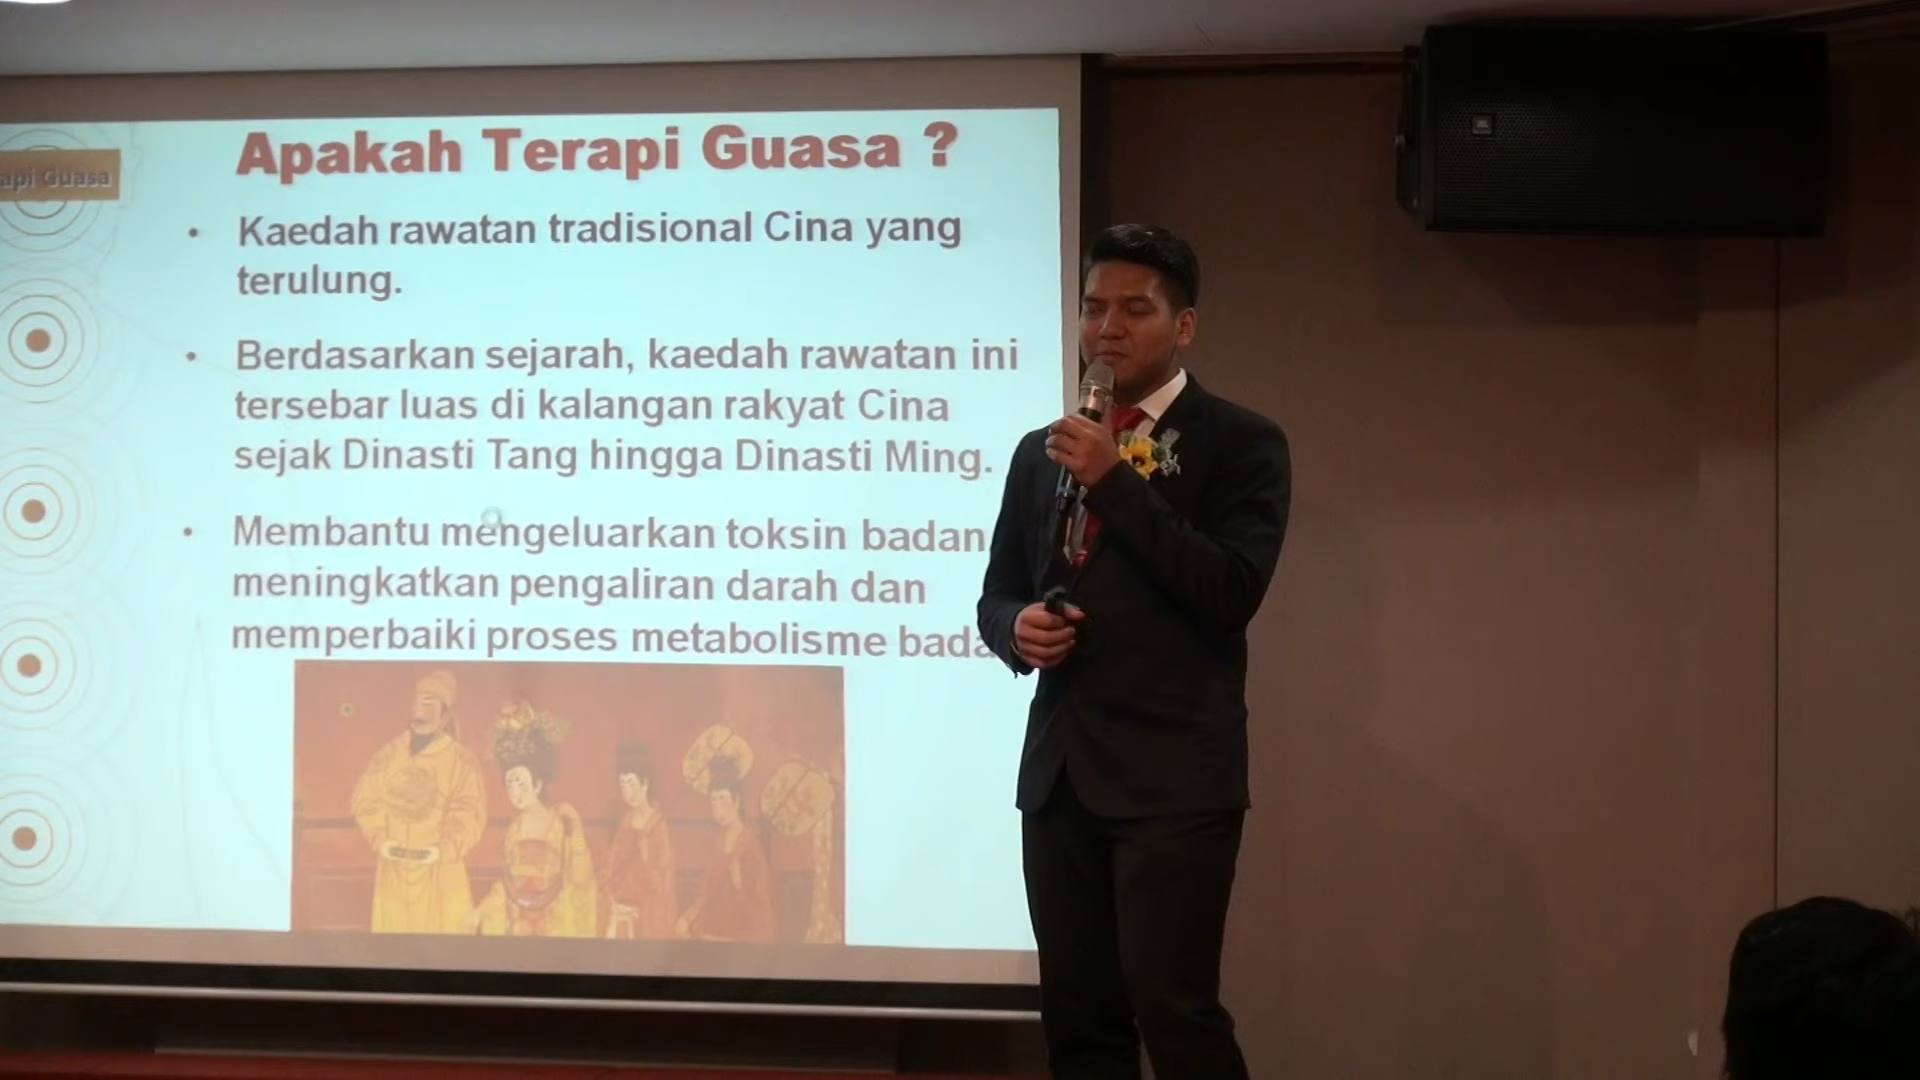 Apakah Terapi Guasa ?
api Guasa
• Kaedah rawatan tradisional Cina yang
terulung.
• Berdasarkan sejarah, kaedah rawatan ini
tersebar luas di kalangan rakyat Cina
sejak Dinasti Tang hingga Dinasti Ming.
• Membantu mengeluarkan toksin badan
meningkatkan pengaliran darah dan
memperbaiki proses metabolisme bada
JBL